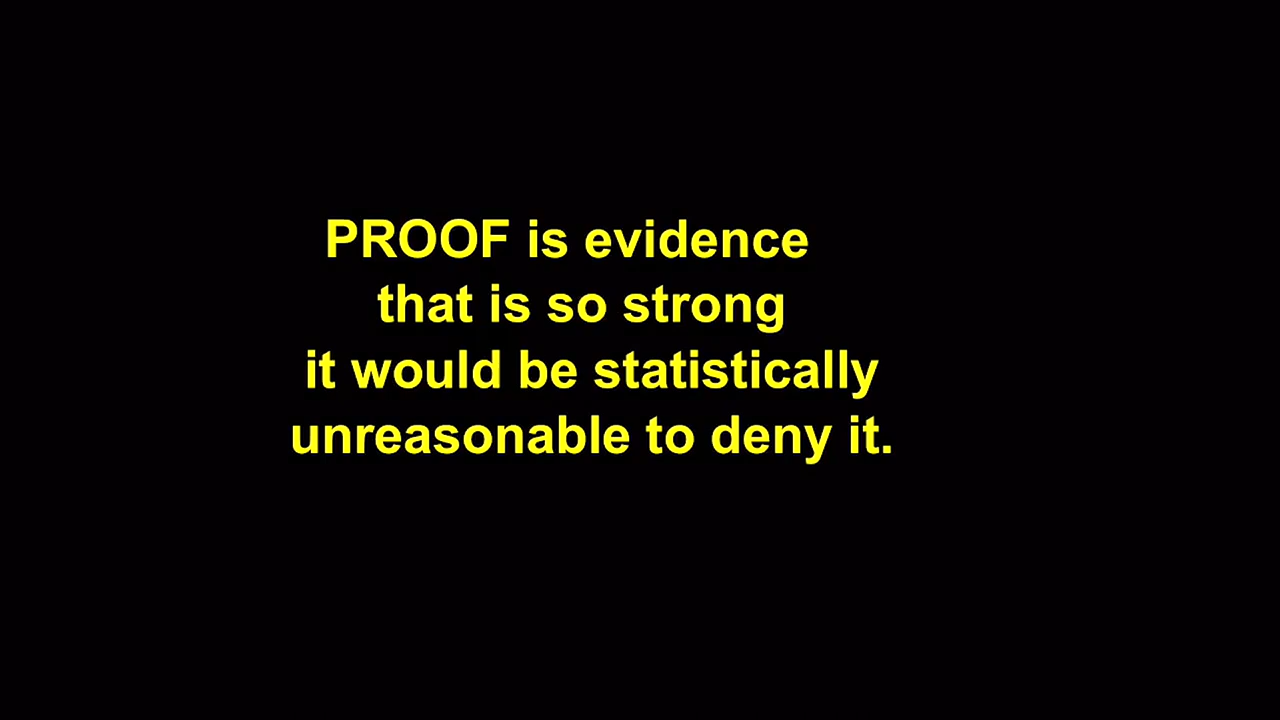 PROOF is evidence
that is so strong
it would be statistically
unreasonable to deny it.